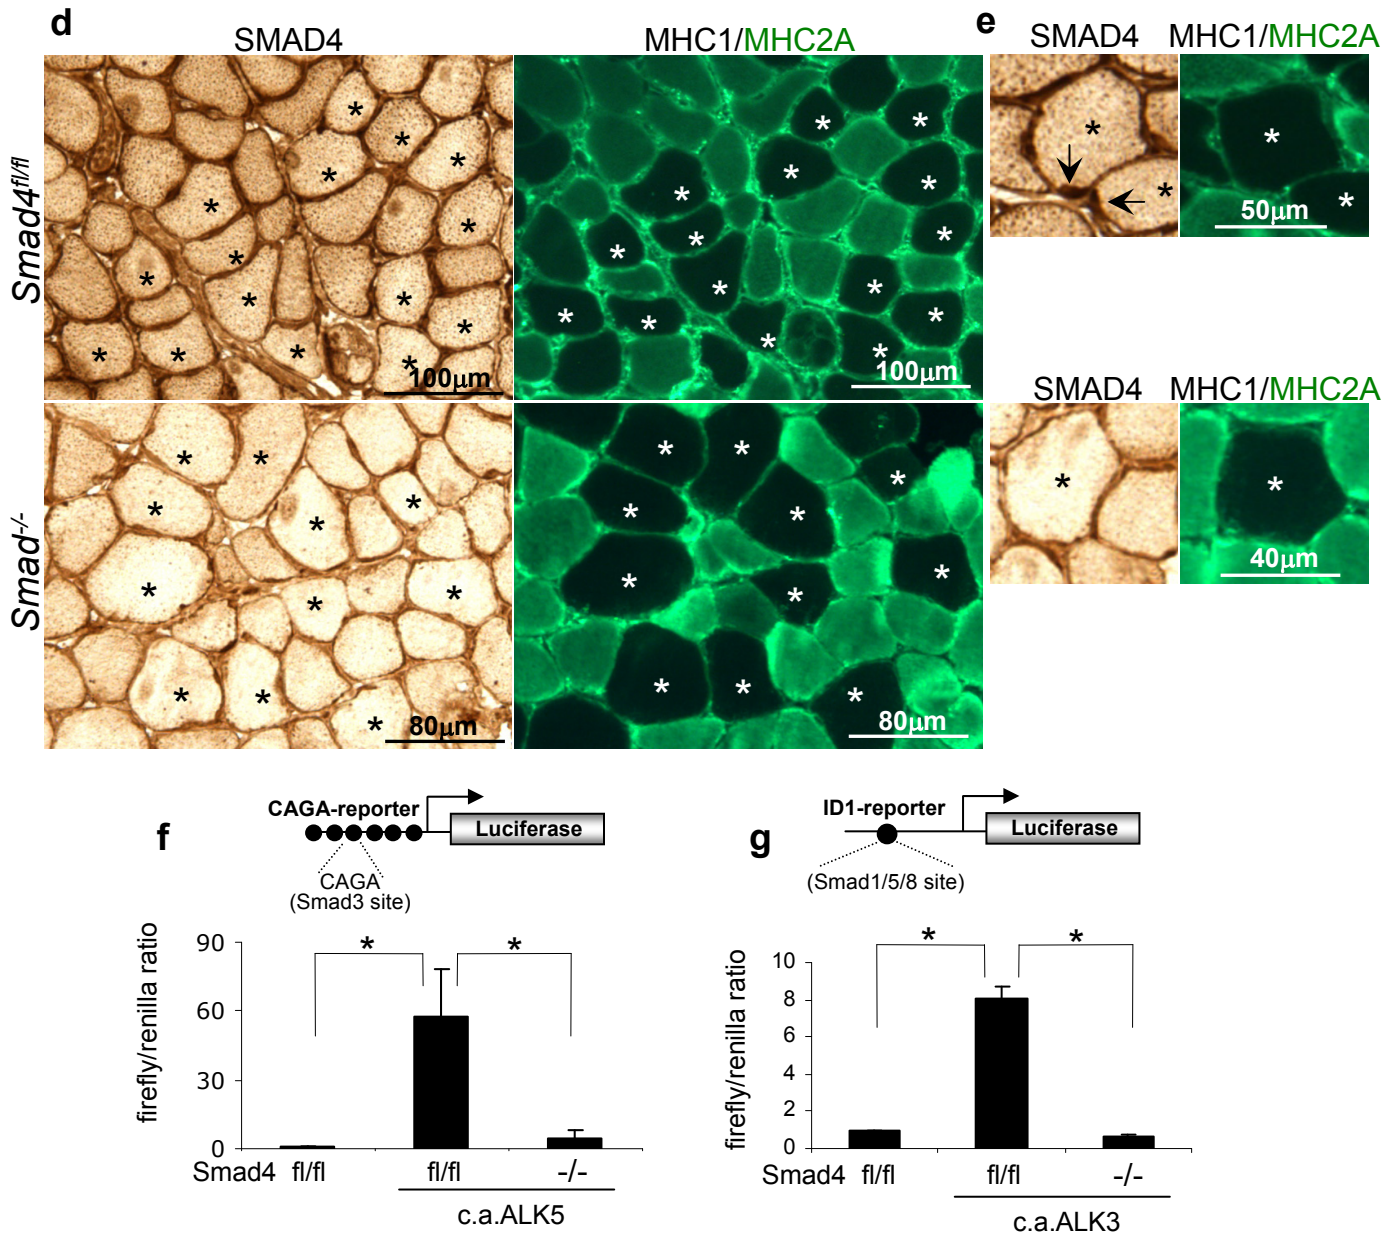 d
SMAD4
MHC1/MHC2A
e
SMAD4
MHC1/MHC2A
Smad4fl/fl
* * * * * * * * * * * * * * * *
100μm
* * * * * * * * * * * * * * * *
100μm
* *
* *
50μm
Smad-/-
* * * * * * * * * * *
80μm
* * * * * * * * * * *
80μm
SMAD4
MHC1/MHC2A
*
*
40μm
f
CAGA-reporter
Luciferase
CAGA
(Smad3 site)
firefly/renilla ratio
90
60
30
0
* *
Smad4 fl/fl fl/fl -/-
c.a.ALK5
g
ID1-reporter
Luciferase
(Smad1/5/8 site)
firefly/renilla ratio
10
8
6
4
2
0
* *
Smad4 fl/fl fl/fl -/-
c.a.ALK3